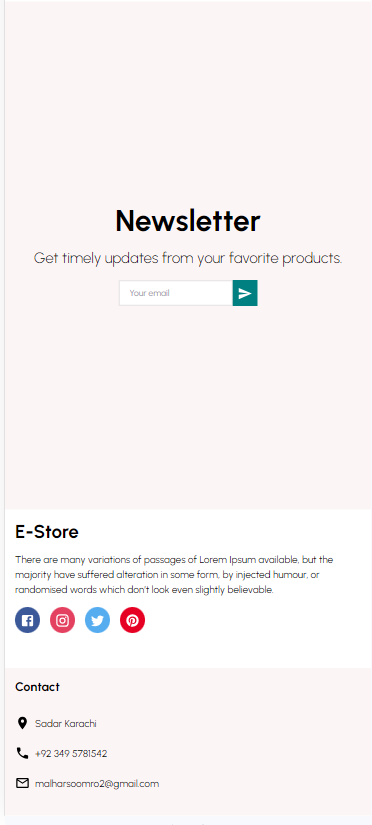 Newsletter
Get timely updates from your favorite products.
Your email
E-Store
There are many variations of passages of Lorem Ipsum available, but the
majority have suffered alteration in some form, by injected humour, or
randomised words which don't look even slightly believable.
Contact
Sadar Karachi
+92 349 5781542
malharsoomro2@gmail.com